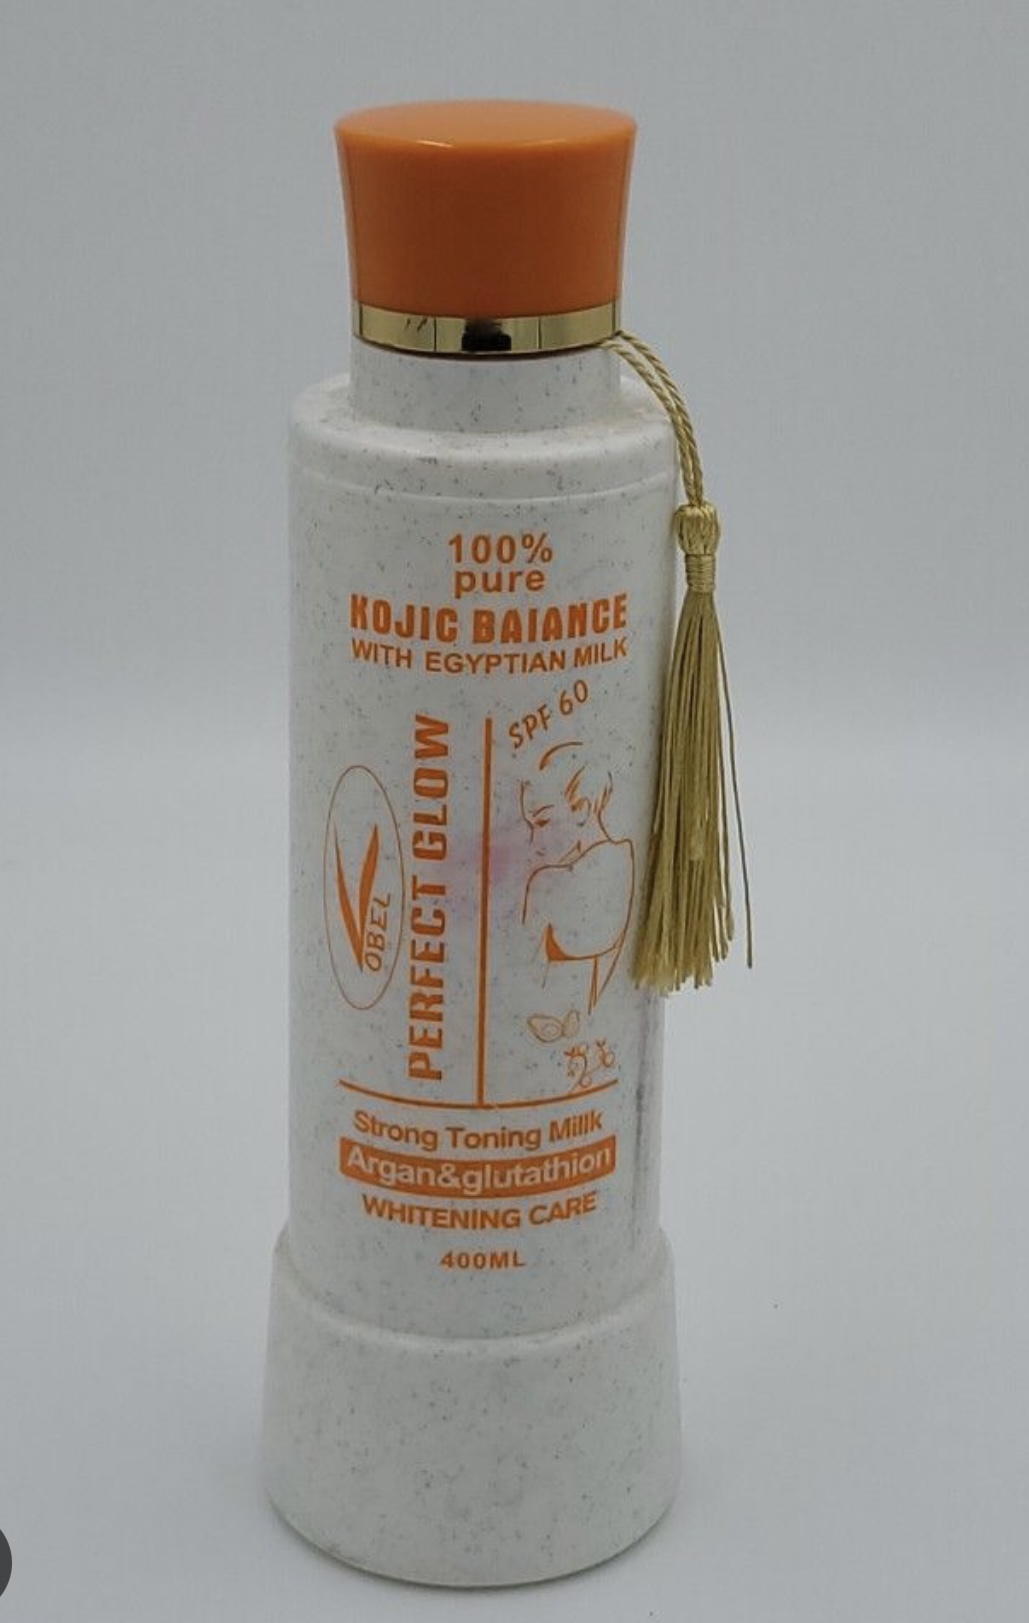 100%
pure
KOJIC BAIANCE
WITH EGYPTIAN MILK
SPF 60
PERFECT GLOW
OBEL
Strong Toning Millk
Argan&glutathion
WHITENING CARE
400ML